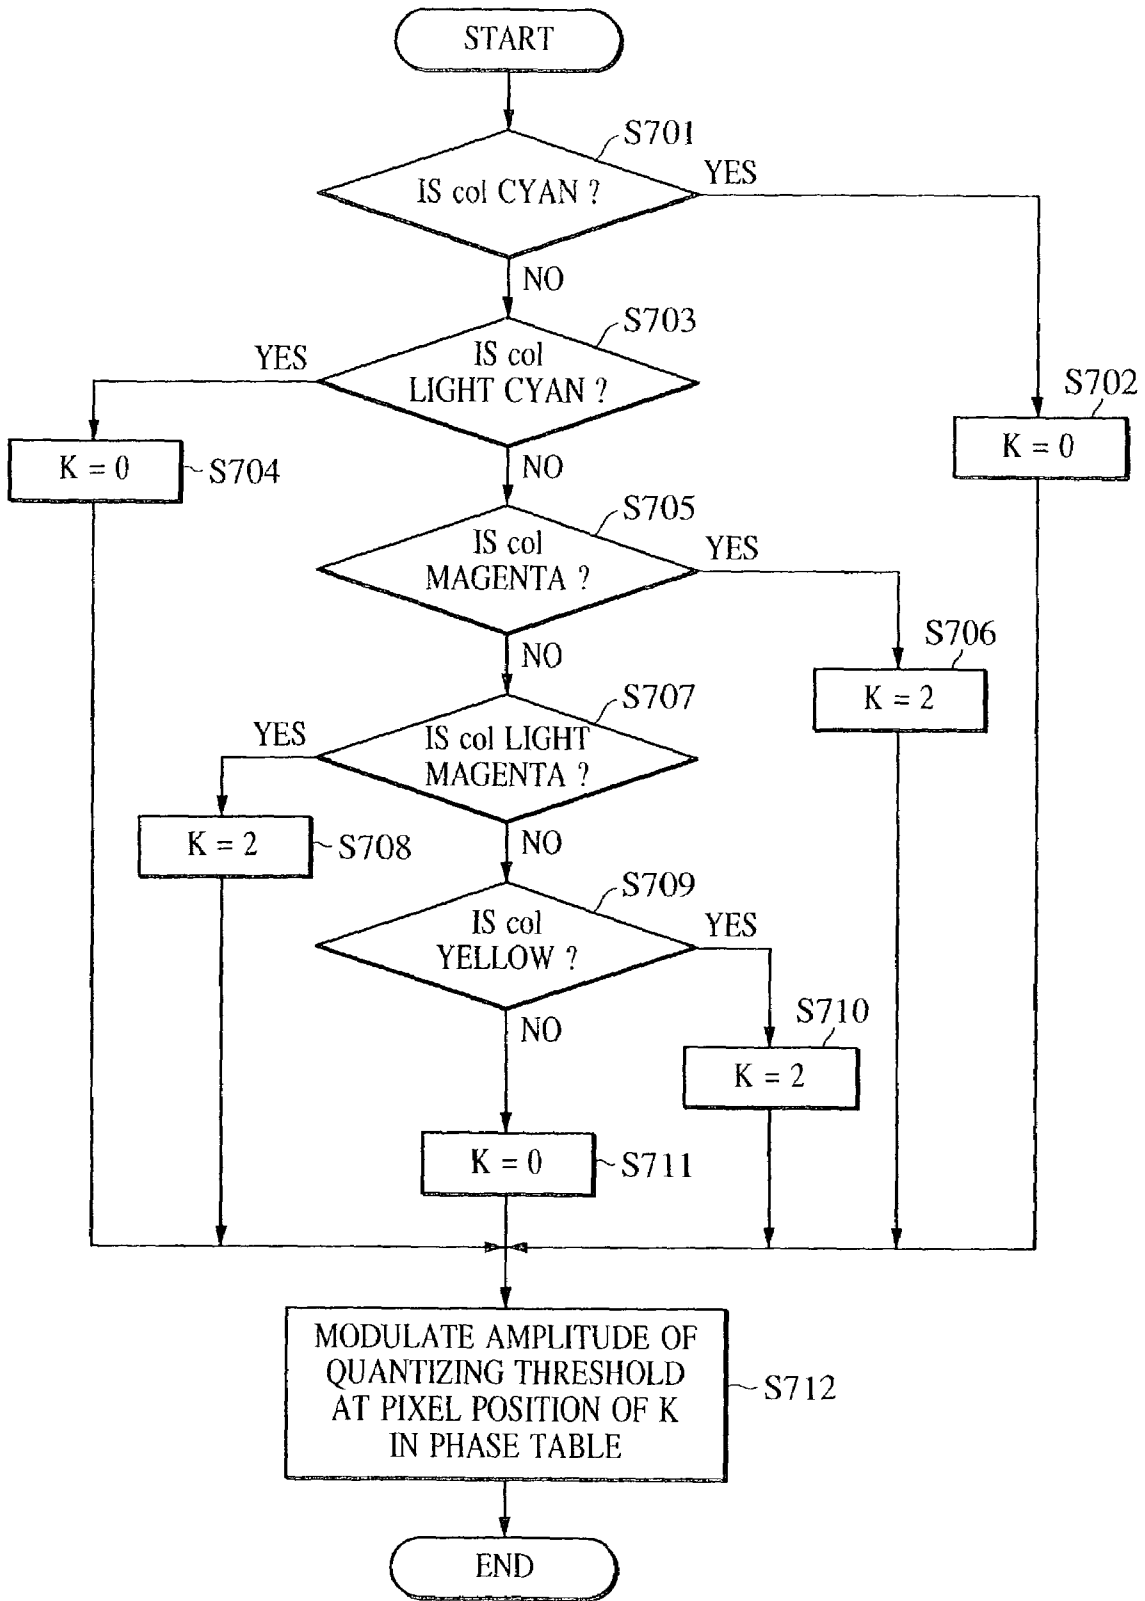 START
S701
IS col CYAN ?
YES
NO
S703
IS col
LIGHT CYAN ?
YES
S702
K = 0
K = 0
S704
NO
S705
IS col
MAGENTA ?
YES
S706
K = 2
NO
S707
IS col LIGHT
MAGENTA ?
YES
K = 2
S708
NO
S709
IS col
YELLOW ?
YES
S710
K = 2
NO
K = 0
S711
MODULATE AMPLITUDE OF
QUANTIZING THRESHOLD
AT PIXEL POSITION OF K
IN PHASE TABLE
S712
END